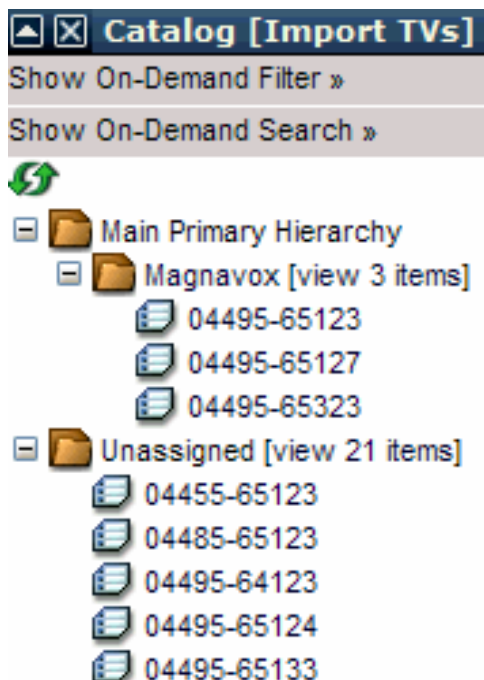 Catalog [Import TVs]
Show On-Demand Filter »
Show On-Demand Search »
Main Primary Hierarchy
Magnavox [view 3 items]
04495-65123
04495-65127
04495-65323
Unassigned [view 21 items]
04455-65123
04485-65123
04495-64123
04495-65124
04495-65133